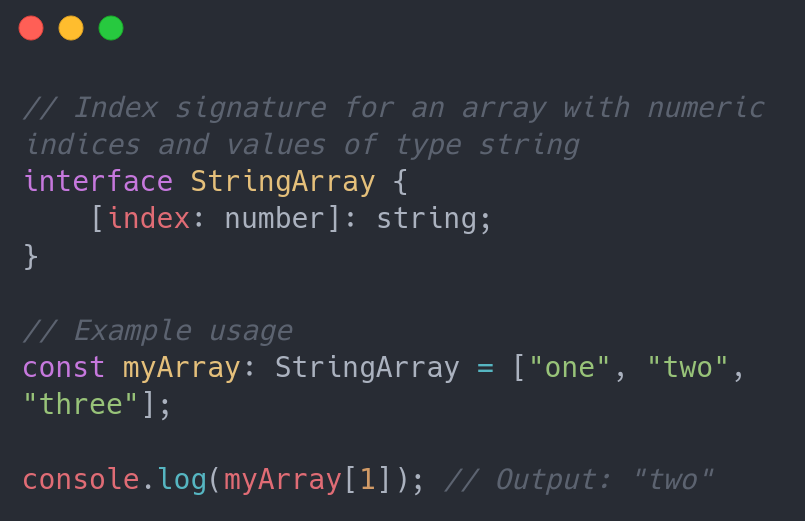 // Index signature for an array with numeric
indices and values of type string
interface StringArray {
    [index: number]: string;
}

// Example usage
const myArray: StringArray = ["one", "two",
"three"];

console.log(myArray[1]); // Output: "two"